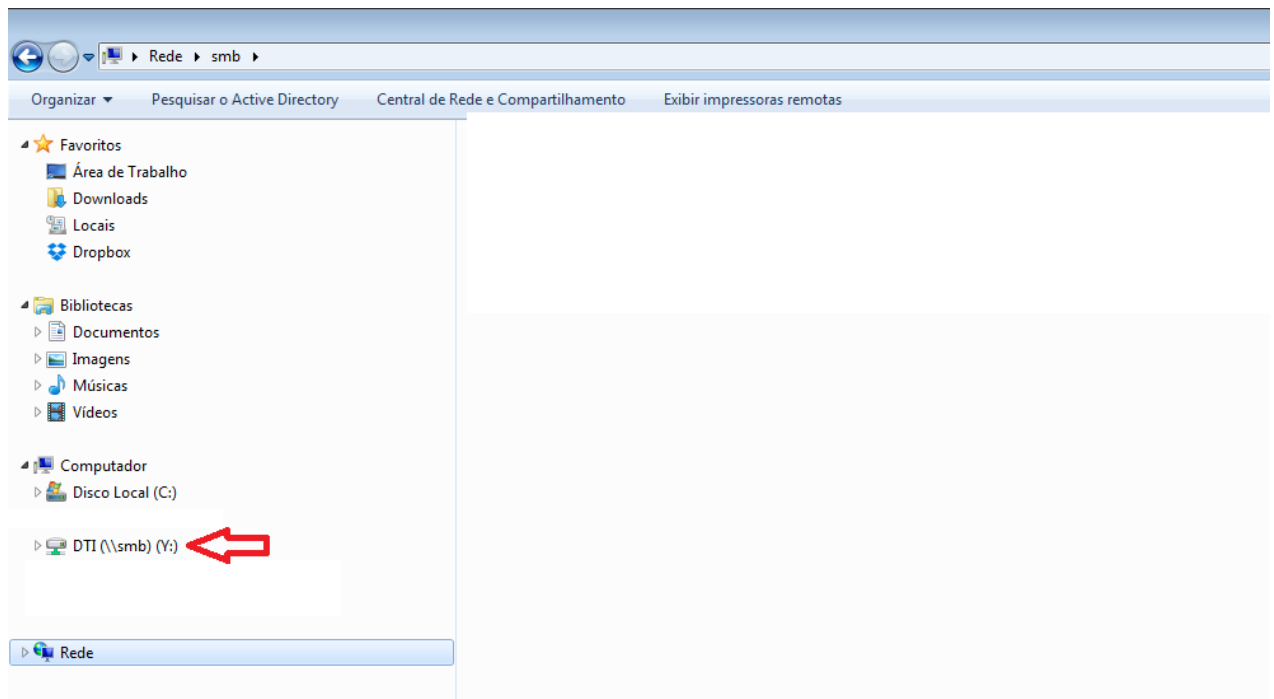 Rede smb
Organizar Pesquisar o Active Directory Central de Rede e Compartilhamento Exibir impressoras remotas
Favoritos
Área de Trabalho
Downloads
Locais
Dropbox
Bibliotecas
Documentos
Imagens
Músicas
Vídeos
Computador
Disco Local (C:)
DTI (\\smb) (Y:)
Rede